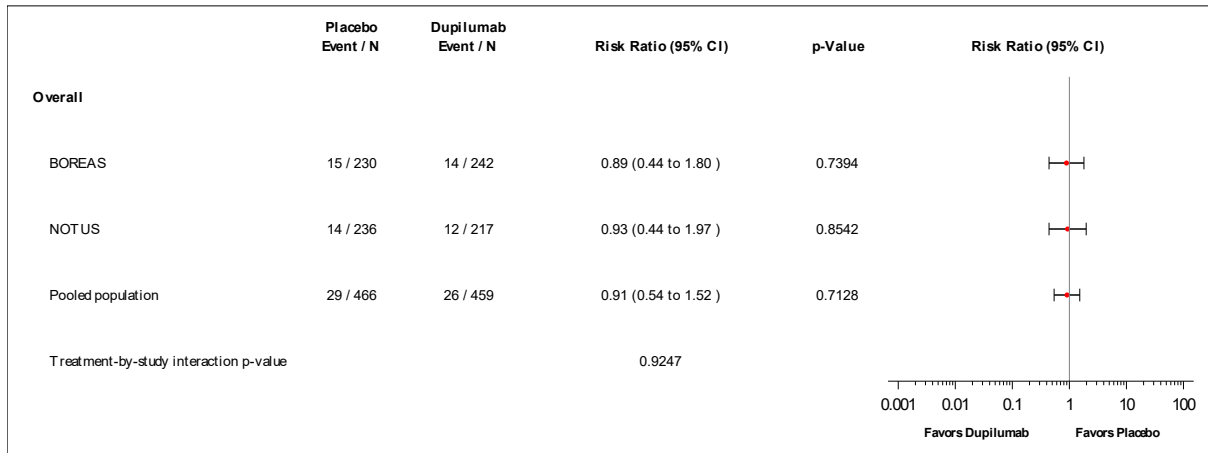 Placebo Dupilumab
Event / N Event / N Risk Ratio (95% CI) p-Value Risk Ratio (95% CI)
Overall
BOREAS 15 / 230 14 / 242 0.89 (0.44 to 1.80 ) 0.7394
NOTUS 14 / 236 12 / 217 0.93 (0.44 to 1.97 ) 0.8542
Pooled population 29 / 466 26 / 459 0.91 (0.54 to 1.52 ) 0.7128
Treatment-by-study interaction p-value 0.9247
0.001 0.01 0.1 1 10 100
Favors Dupilumab Favors Placebo